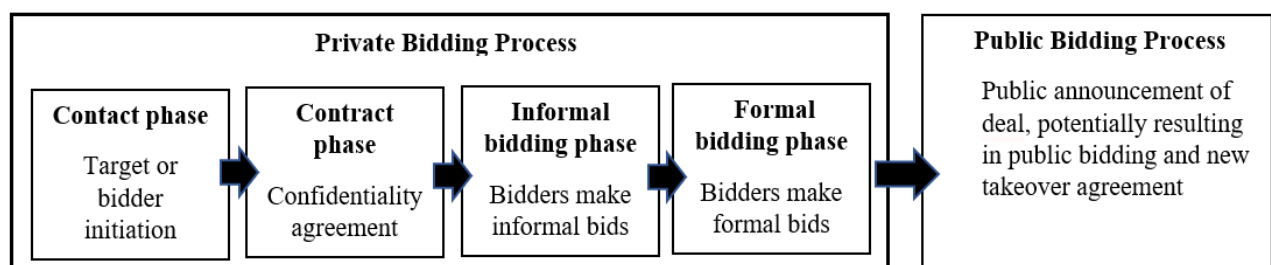 Private Bidding Process
Contact phase
Target or
bidder
initiation
Contract
phase
Confidentiality
agreement
Informal
bidding phase
Bidders make
informal bids
Formal
bidding phase
Bidders make
formal bids
Public Bidding Process
Public announcement of
deal, potentially resulting
in public bidding and new
takeover agreement